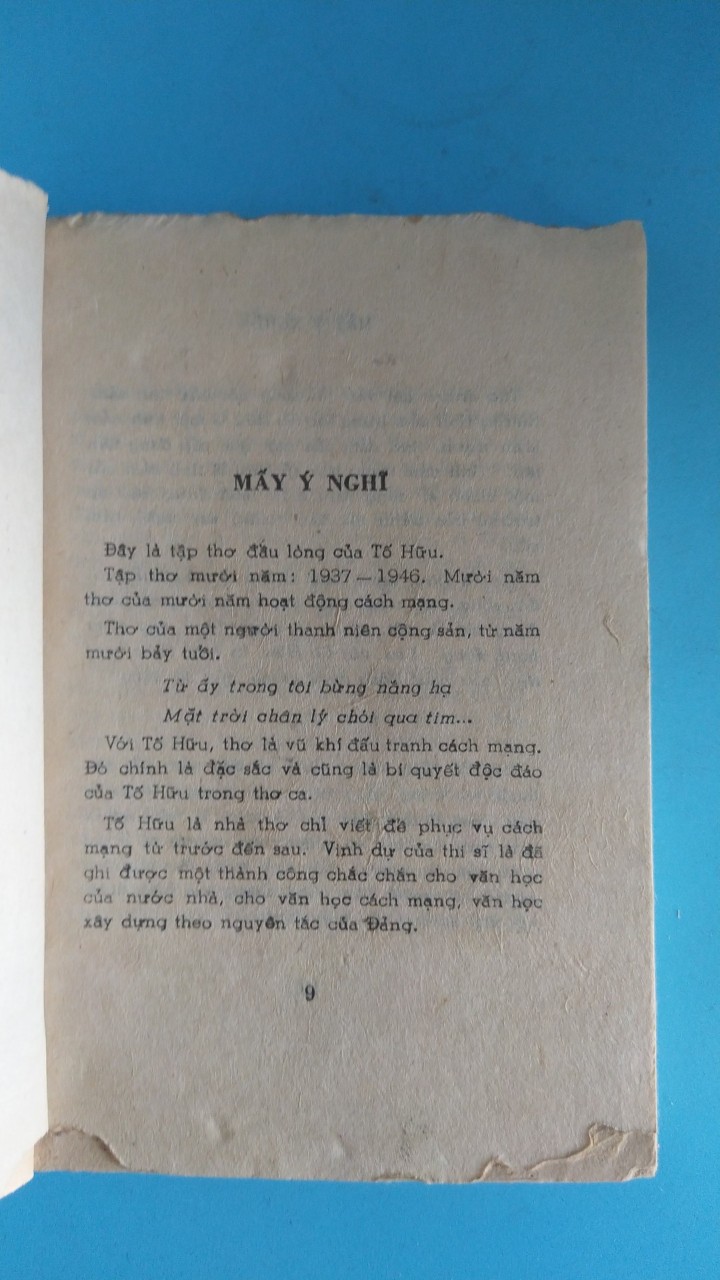 MẤY Ý NGHĨ
Đây là tập thơ đầu lòng của Tố Hữu.
Tập thơ mười năm: 1937 — 1946. Mười năm
thơ của mười năm hoạt động cách mạng.
Thơ của một người thanh niên cộng sản, từ năm
mười bảy tuổi.
Từ ấy trong tôi bừng nắng hạ
Mặt trời chân lý chói qua tim...
Với Tố Hữu, thơ là vũ khí đấu tranh cách mạng.
Đó chính là đặc sắc và cũng là bí quyết độc đáo
của Tố Hữu trong thơ ca.
Tố Hữu là nhà thơ chỉ viết để phục vụ cách
mạng từ trước đến sau. Vinh dự của thi sĩ là đã
ghi được một thành công chắc chắn cho văn học
của nước nhà, cho văn học cách mạng, văn học
xây dựng theo nguyên tắc của Đảng.
9